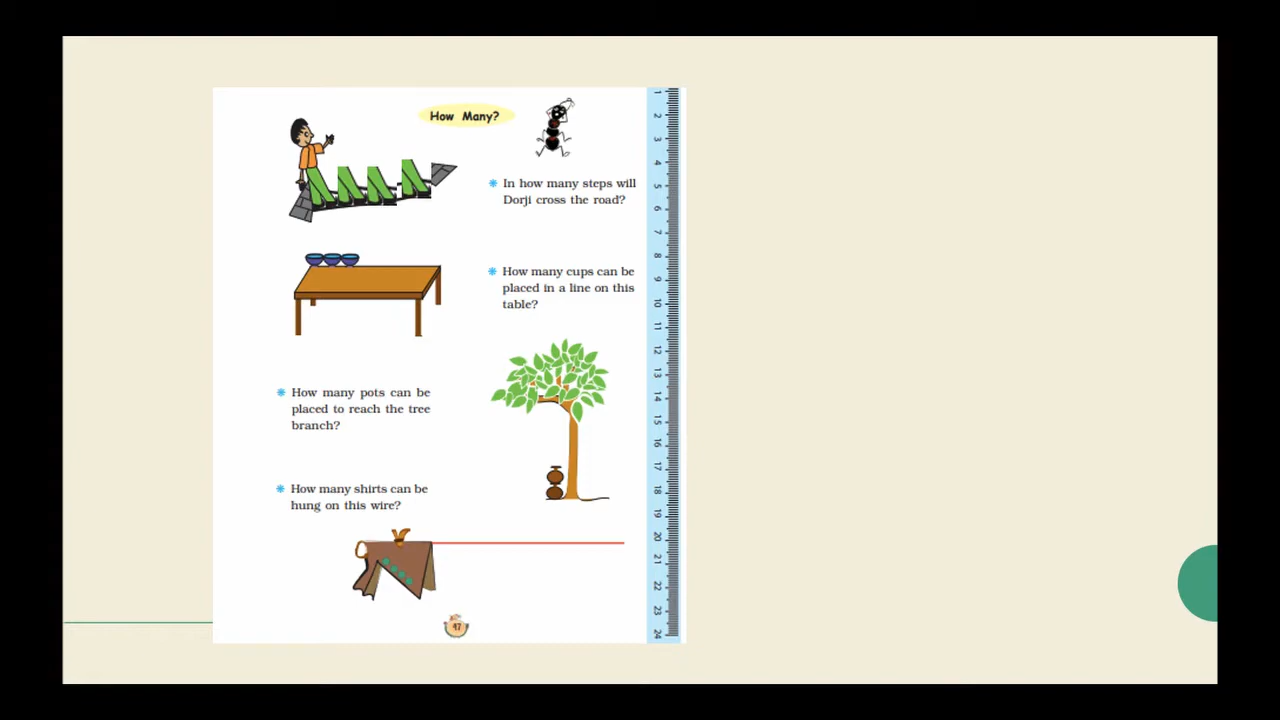 How Many?
In how many steps will
Dorji cross the road?
How many cups can be
placed in a line on this
table?
How many pots can be
placed to reach the tree
branch?
How many shirts can be
hung on this wire?
47
1
2
3
4
5
6
7
8
9
10
11
12
13
14
15
16
17
18
19
20
21
22
23
24